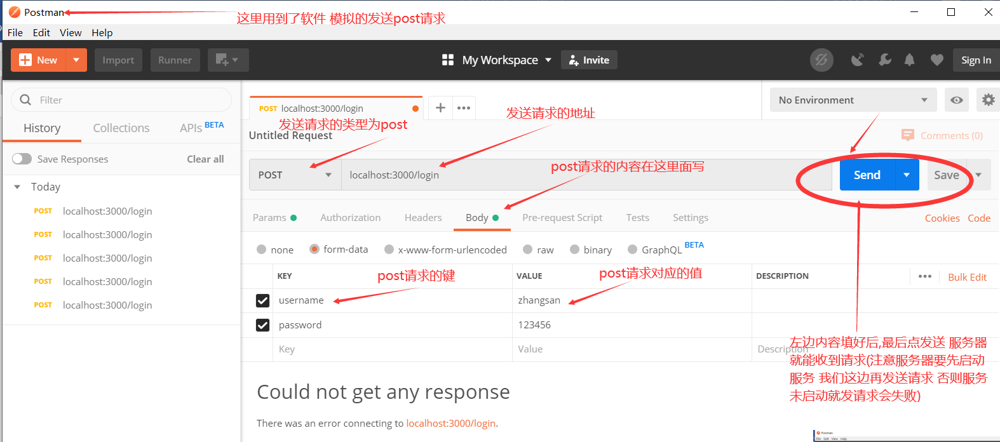 Postman
这里用到了软件 模拟的发送post请求
File Edit View Help
New Import Runner My Workspace Invite Sign In
Filter
History Collections APIs BETA
Save Responses Clear all
Today
POST localhost:3000/login
POST localhost:3000/login
POST localhost:3000/login
POST localhost:3000/login
POST localhost:3000/login
POST localhost:3000/login
No Environment
发送请求的类型为post
发送请求的地址
Untitled Request
Comments (0)
POST localhost:3000/login
post请求的内容在这里面写
Send Save
Params Authorization Headers Body Pre-request Script Tests Settings Cookies Code
none form-data x-www-form-urlencoded raw binary GraphQL BETA
KEY VALUE DESCRIPTION Bulk Edit
post请求的键
post请求对应的值
username zhangsan
password 123456
Key Value Description
左边内容填好后,最后点发送 服务器
就能收到请求(注意服务器要先启动
服务 我们这边再发送请求 否则服务
未启动就发请求会失败)
Could not get any response
There was an error connecting to localhost:3000/login.
Postman
File Edit View Help